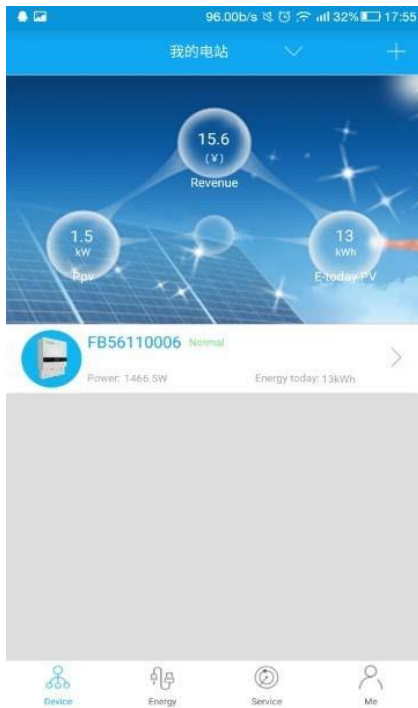 96.00b/s 32% 17:55
我的电站
15.6
(¥)
Revenue
1.5
kW
Ppv
13
kWh
E-today PV
FB56110006 Normal
Power: 1466.5W Energy today: 13kWh
Device Energy Service Me